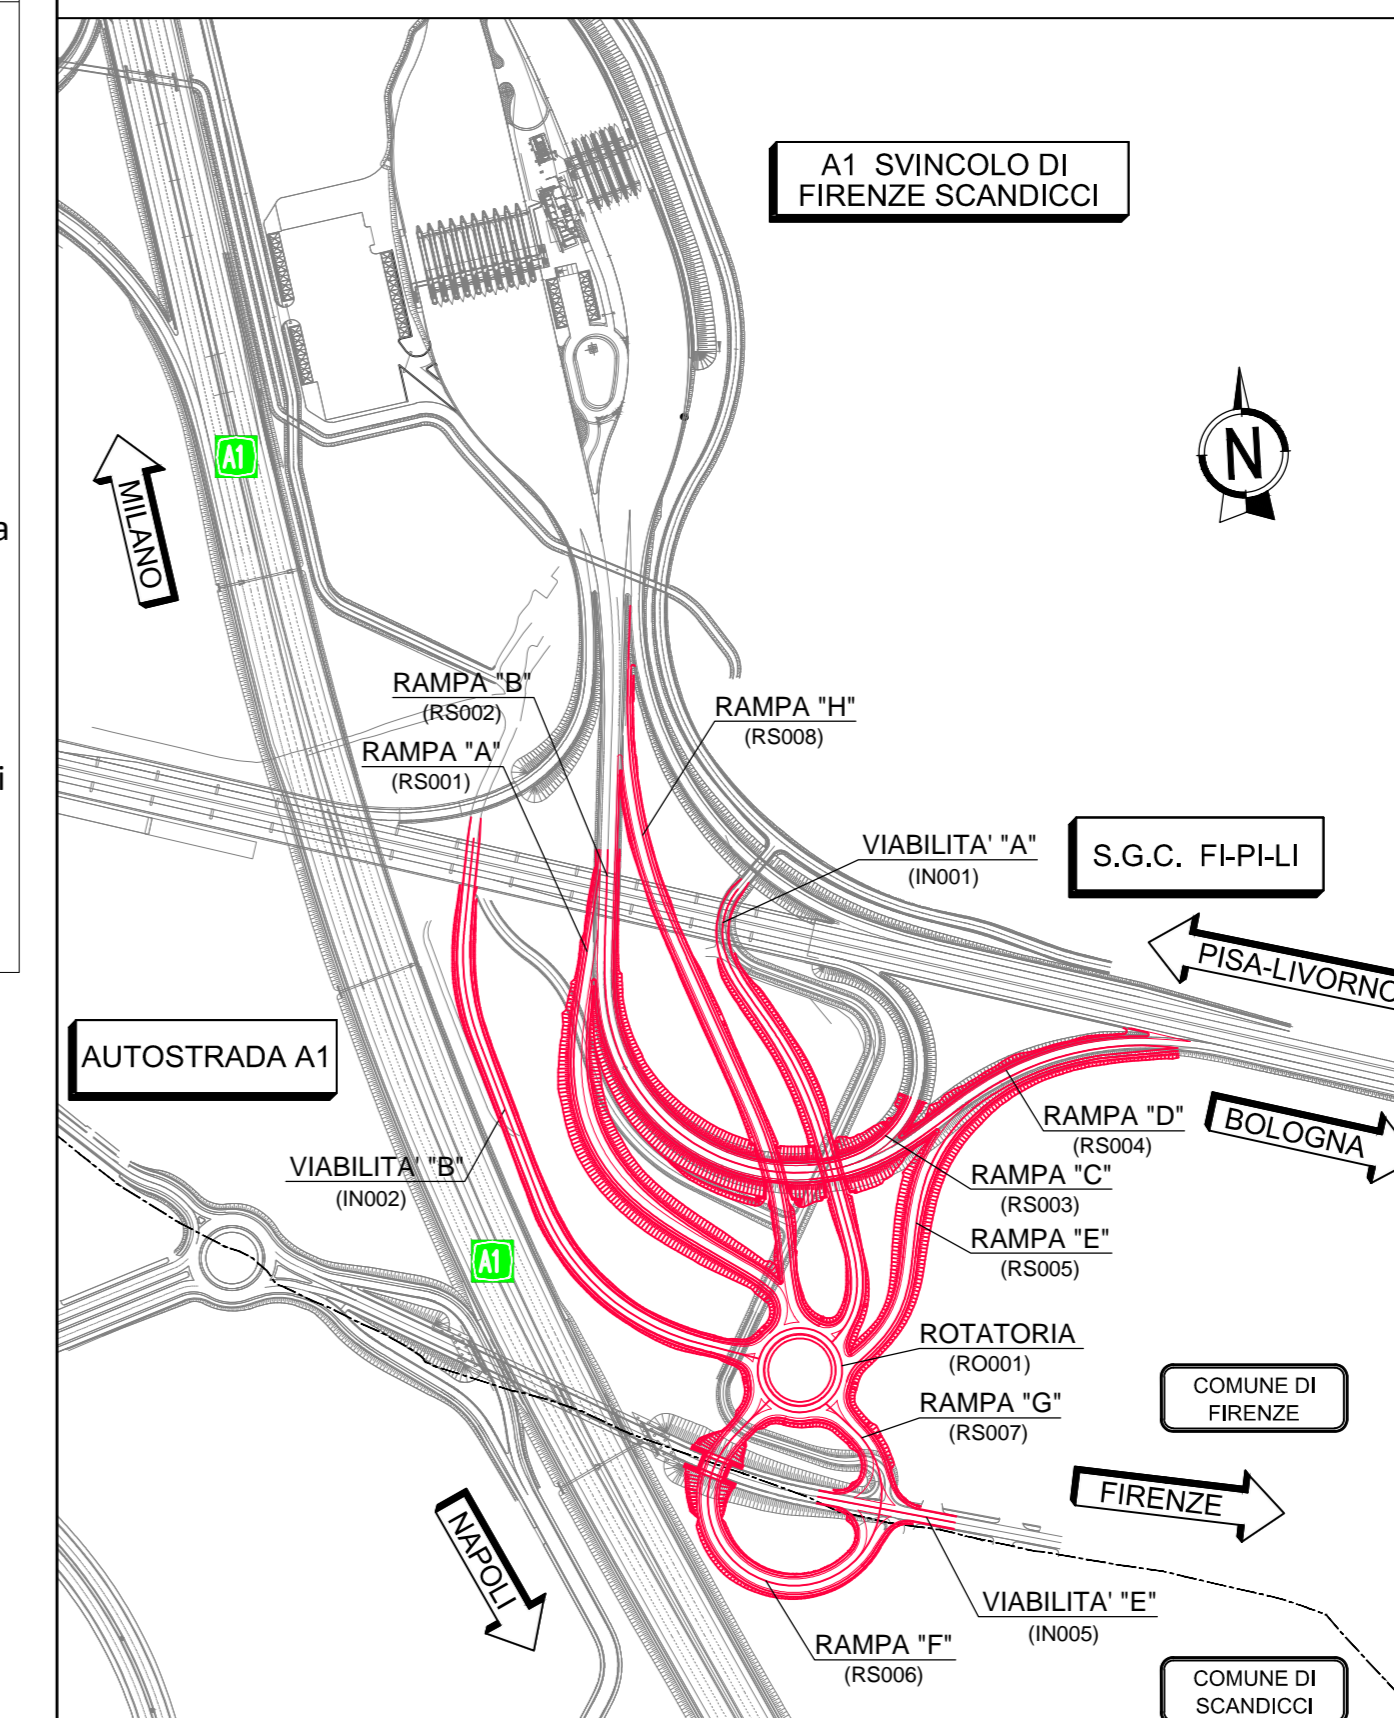 A1 SVINCOLO DI
FIRENZE SCANDICCI
N
A1
MILANO
a
RAMPA "B"
(RS002)
RAMPA "H"
(RS008)
RAMPA "A"
(RS001)
i
VIABILITA' "A"
(IN001)
S.G.C. FI-PI-LI
PISA-LIVORNO
AUTOSTRADA A1
RAMPA "D"
(RS004)
BOLOGNA
VIABILITA' "B"
(IN002)
RAMPA "C"
(RS003)
RAMPA "E"
(RS005)
A1
ROTATORIA
(RO001)
COMUNE DI
FIRENZE
RAMPA "G"
(RS007)
FIRENZE
NAPOLI
VIABILITA' "E"
(IN005)
RAMPA "F"
(RS006)
COMUNE DI
SCANDICCI